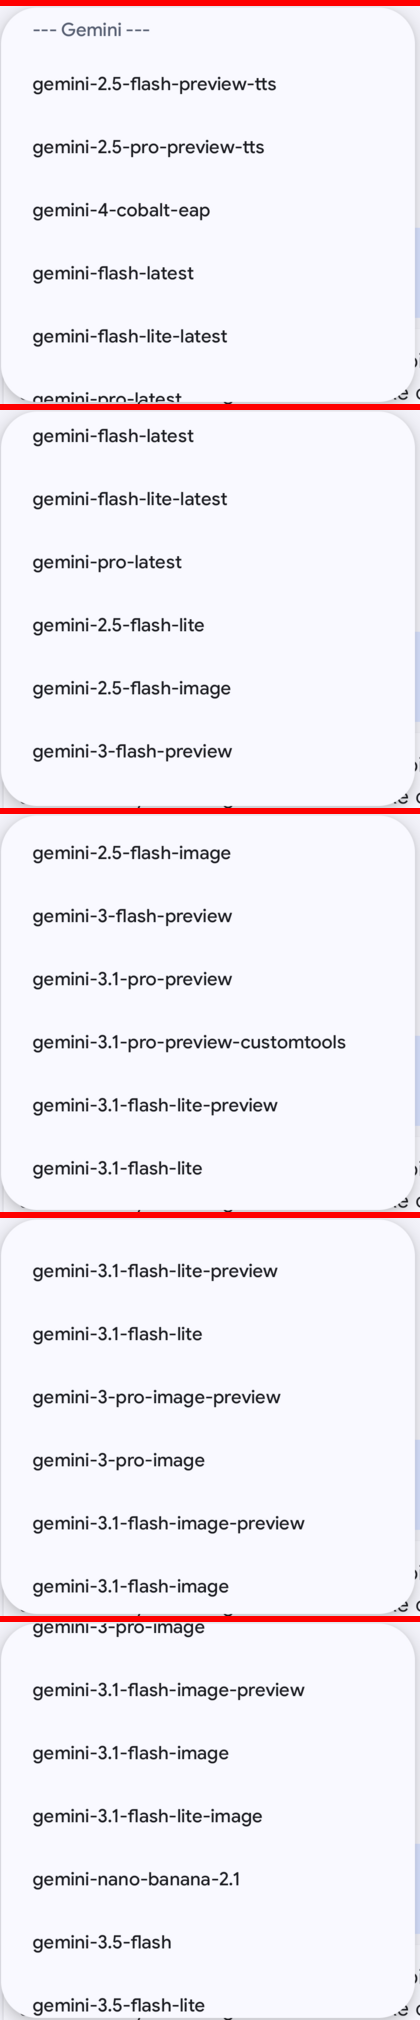 --- Gemini ---
gemini-2.5-flash-preview-tts
gemini-2.5-pro-preview-tts
gemini-4-cobalt-eap
gemini-flash-latest
gemini-flash-lite-latest
gemini-pro-latest
gemini-flash-latest
gemini-flash-lite-latest
gemini-pro-latest
gemini-2.5-flash-lite
gemini-2.5-flash-image
gemini-3-flash-preview
gemini-2.5-flash-image
gemini-3-flash-preview
gemini-3.1-pro-preview
gemini-3.1-pro-preview-customtools
gemini-3.1-flash-lite-preview
gemini-3.1-flash-lite
gemini-3.1-flash-lite-preview
gemini-3.1-flash-lite
gemini-3-pro-image-preview
gemini-3-pro-image
gemini-3.1-flash-image-preview
gemini-3.1-flash-image
gemini-3-pro-image
gemini-3.1-flash-image-preview
gemini-3.1-flash-image
gemini-3.1-flash-lite-image
gemini-nano-banana-2.1
gemini-3.5-flash
gemini-3.5-flash-lite